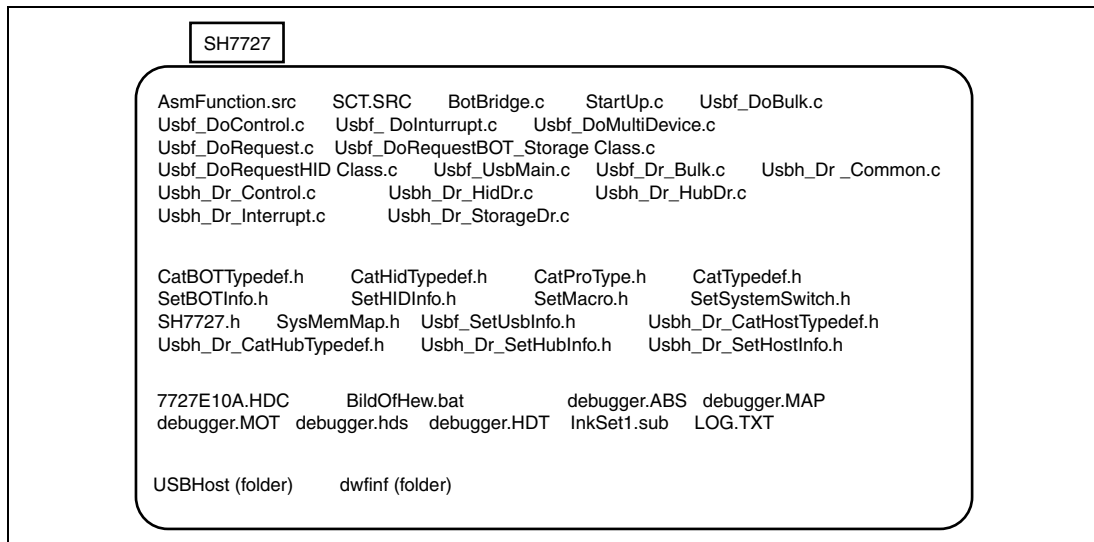 SH7727
AsmFunction.src SCT.SRC BotBridge.c StartUp.c Usbf_DoBulk.c
Usbf_DoControl.c Usbf_ DoInturrupt.c Usbf_DoMultiDevice.c
Usbf_DoRequest.c Usbf_DoRequestBOT_Storage Class.c
Usbf_DoRequestHID Class.c Usbf_UsbMain.c Usbf_Dr_Bulk.c Usbh_Dr _Common.c
Usbh_Dr_Control.c Usbh_Dr_HidDr.c Usbh_Dr_HubDr.c
Usbh_Dr_Interrupt.c Usbh_Dr_StorageDr.c
CatBOTTypedef.h CatHidTypedef.h CatProType.h CatTypedef.h
SetBOTInfo.h SetHIDInfo.h SetMacro.h SetSystemSwitch.h
SH7727.h SysMemMap.h Usbf_SetUsbInfo.h Usbh_Dr_CatHostTypedef.h
Usbh_Dr_CatHubTypedef.h Usbh_Dr_SetHubInfo.h Usbh_Dr_SetHostInfo.h
7727E10A.HDC BildOfHew.bat debugger.ABS debugger.MAP
debugger.MOT debugger.hds debugger.HDT InkSet1.sub LOG.TXT
USBHost (folder) dwfinf (folder)